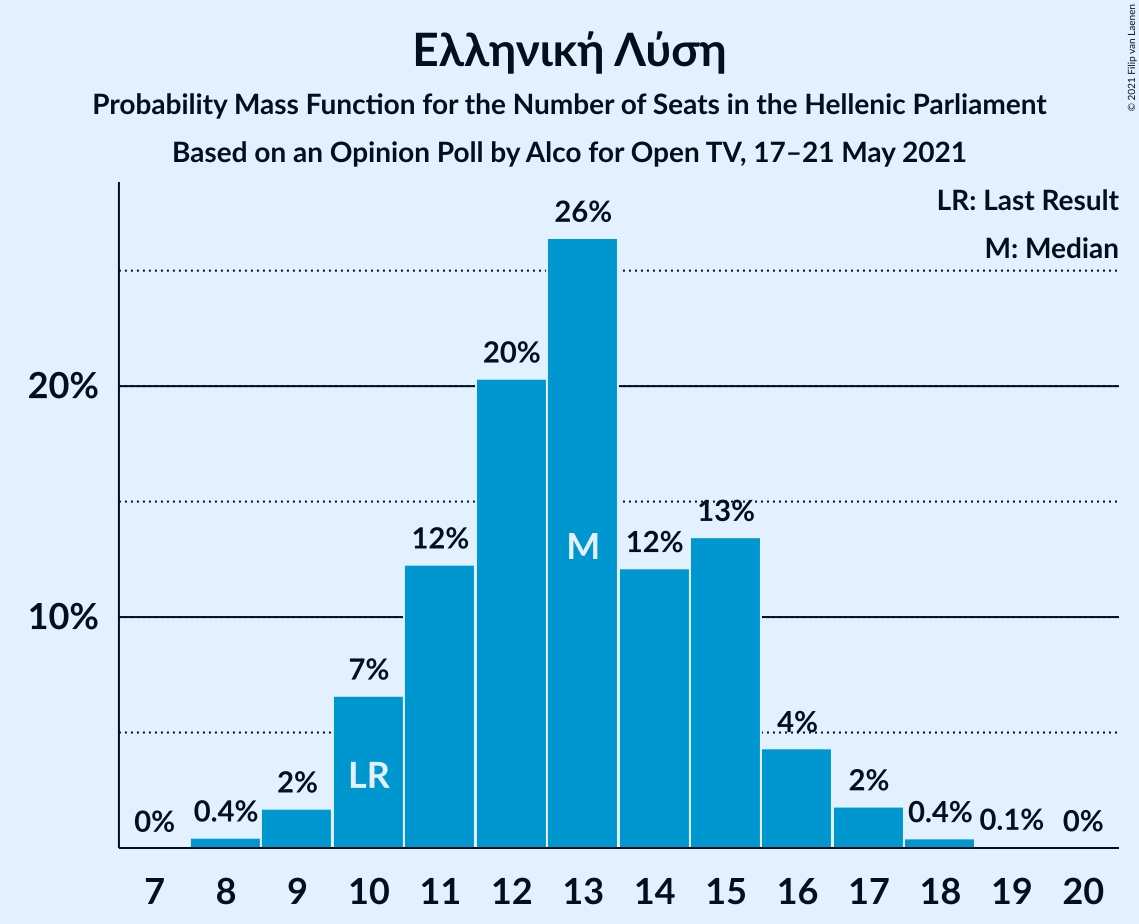 Ελληνική Λύση
Probability Mass Function for the Number of Seats in the Hellenic Parliament
Based on an Opinion Poll by Alco for Open TV, 17–21 May 2021
© 2021 Filip van Laenen
LR: Last Result
M: Median
20%
10%
0%
0.4%
2%
7%
12%
20%
26%
12%
13%
4%
2%
0.4%
0.1%
0%
LR
M
7 8 9 10 11 12 13 14 15 16 17 18 19 20